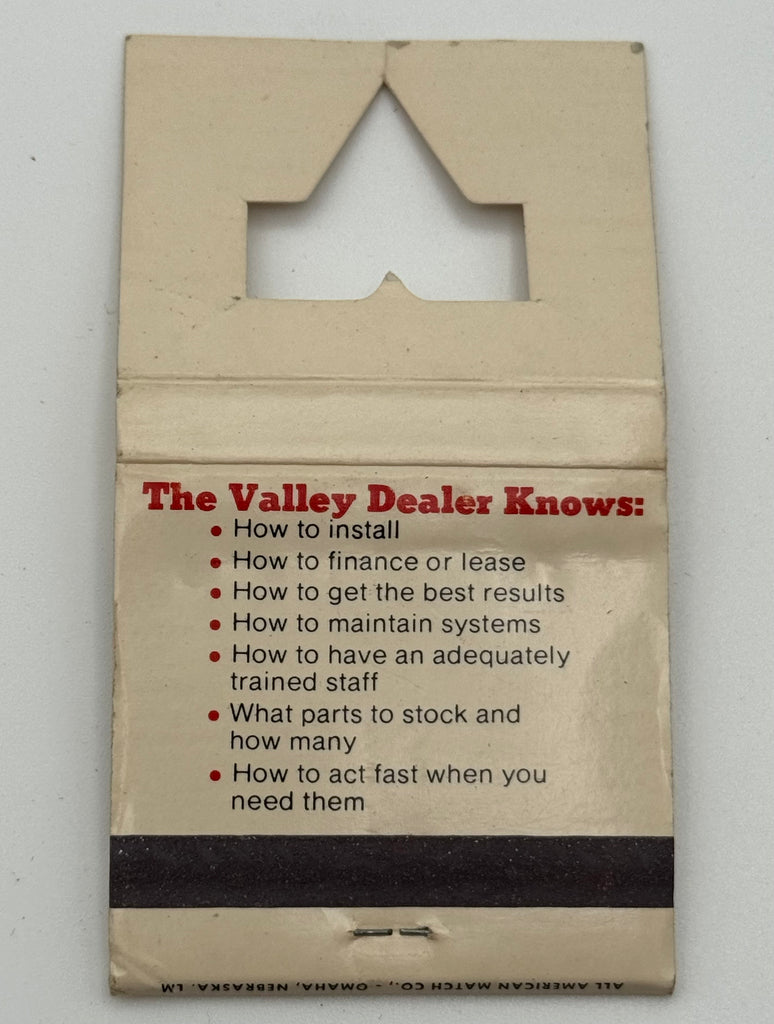 The Valley Dealer Knows:
• How to install
• How to finance or lease
• How to get the best results
• How to maintain systems
• How to have an adequately
trained staff
• What parts to stock and
how many
• How to act fast when you
need them
ALL AMERICAN MATCH CO., - OMAHA, NEBRASKA. LM